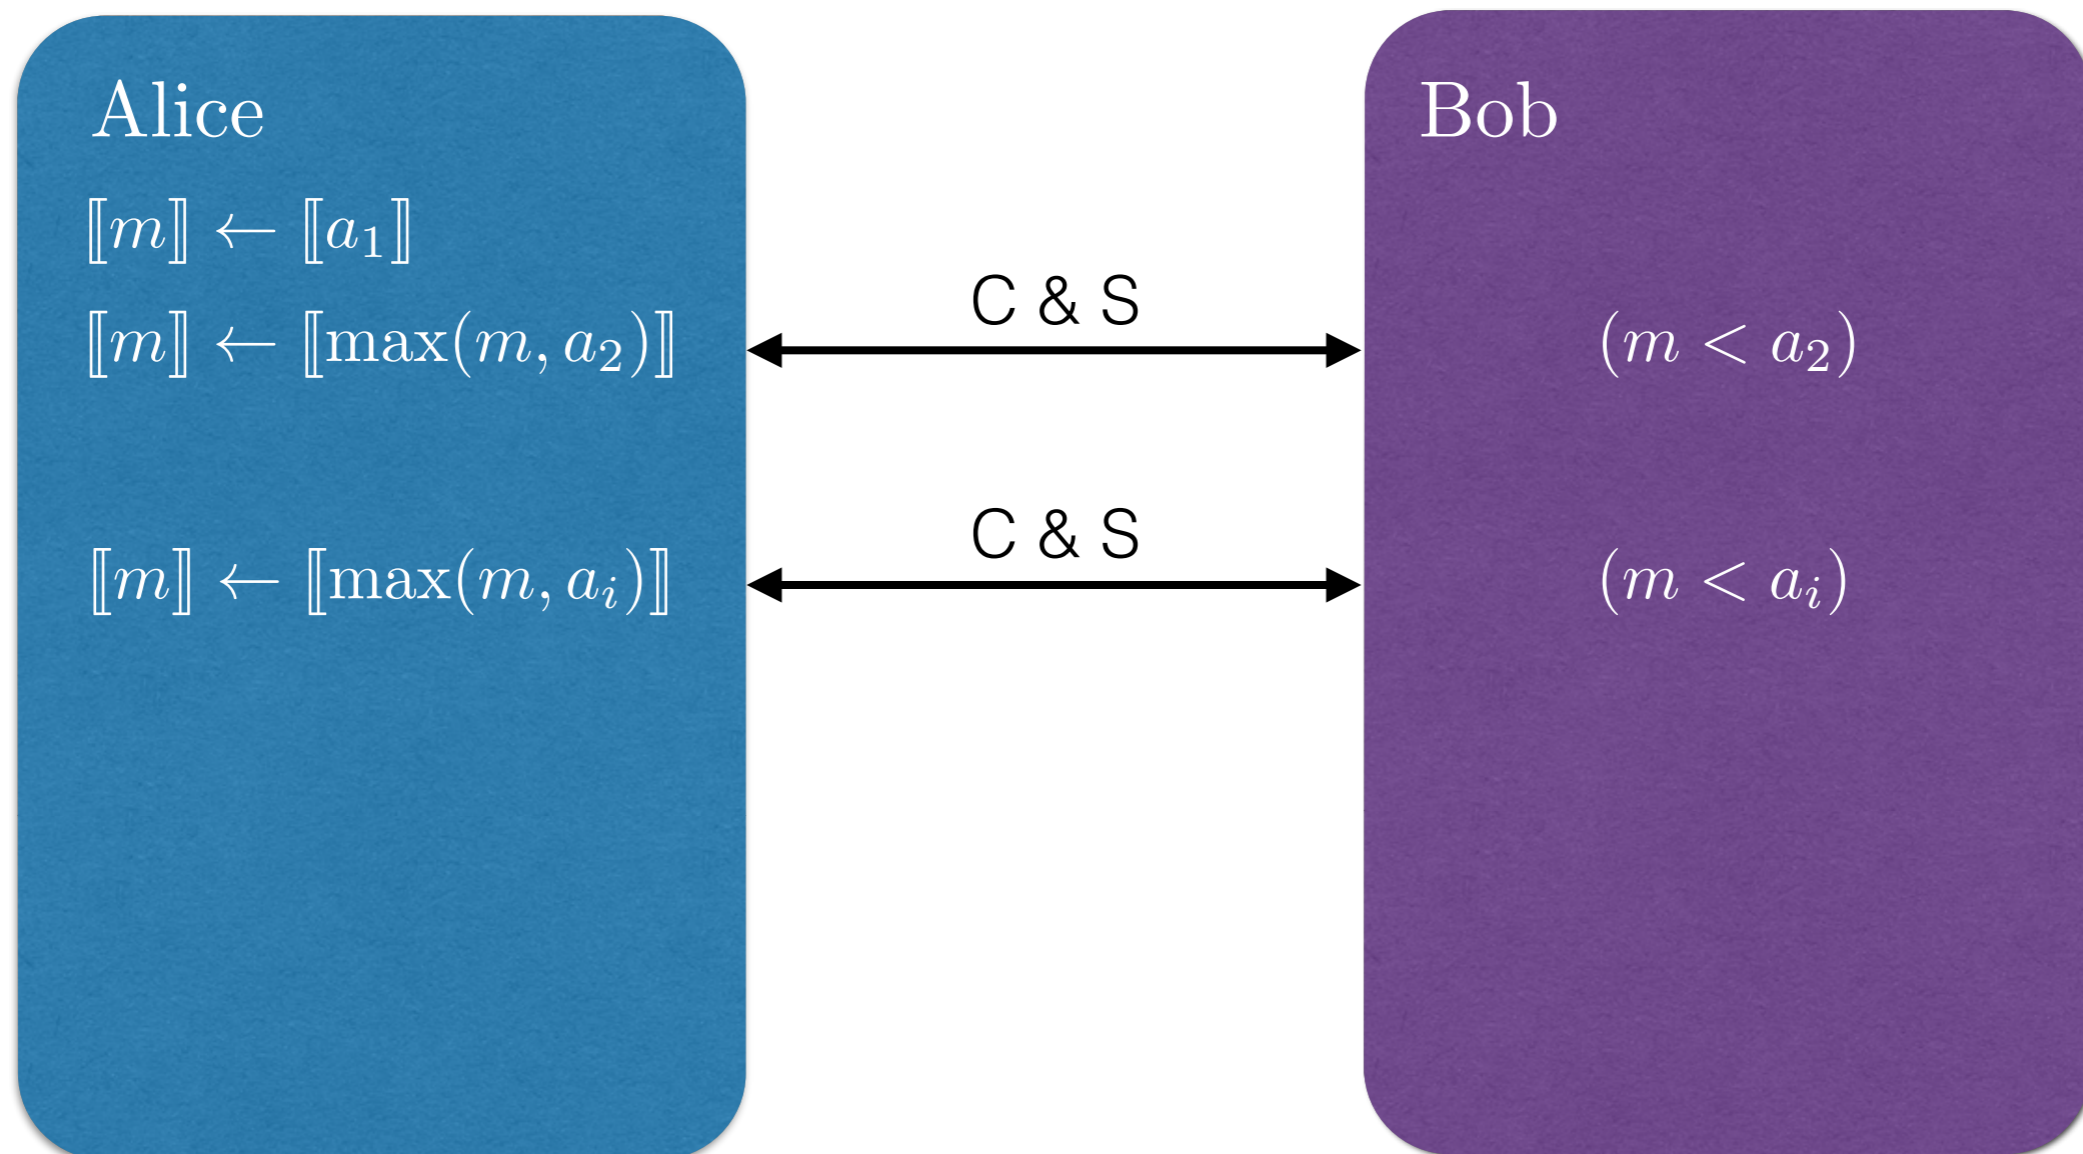 Alice
⟦m⟧ ← ⟦a₁⟧
⟦m⟧ ← ⟦max(m, a₂)⟧
⟦m⟧ ← ⟦max(m, aᵢ)⟧
C & S
C & S
Bob
(m < a₂)
(m < aᵢ)